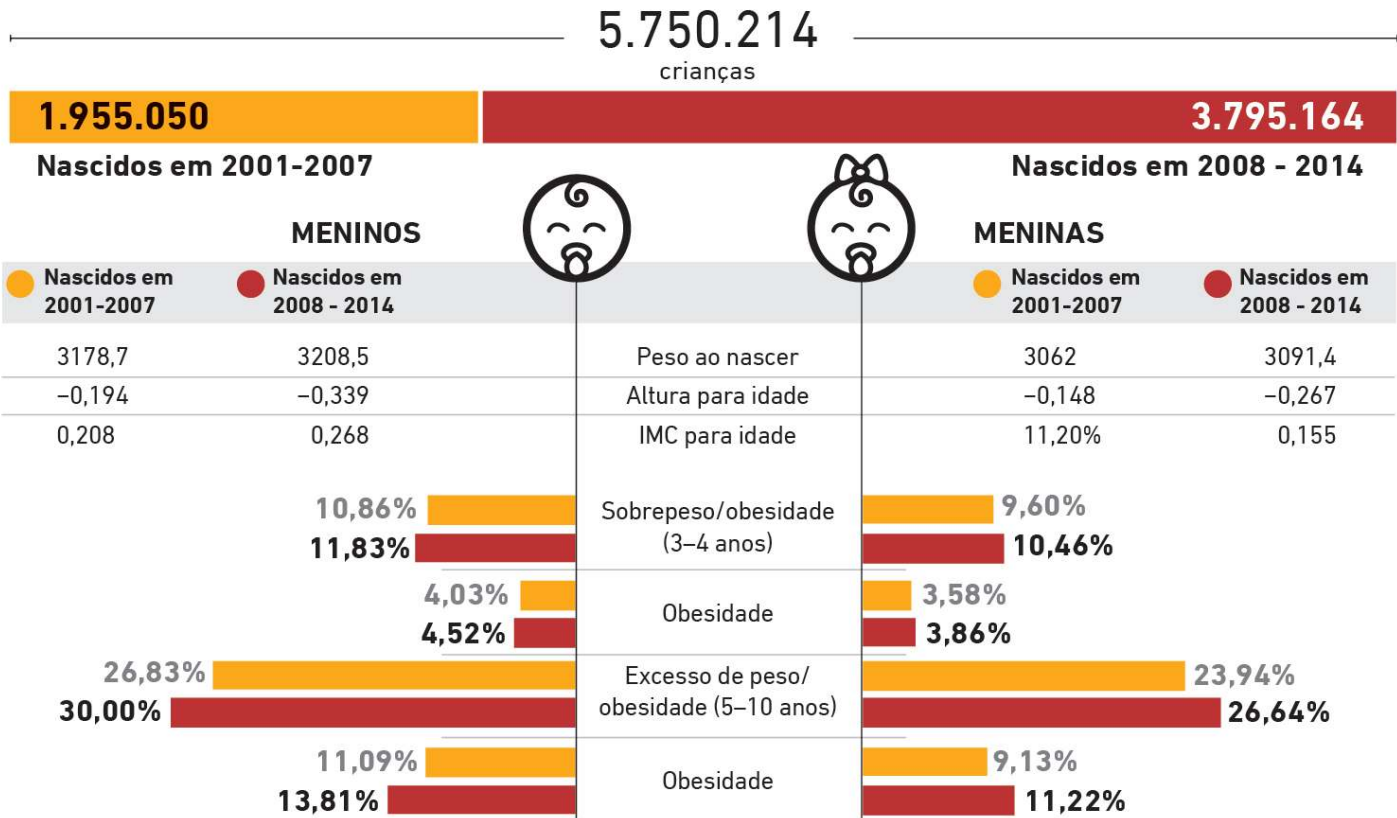 5.750.214
crianças
1.955.050 3.795.164
Nascidos em 2001-2007 Nascidos em 2008 - 2014
MENINOS MENINAS
Nascidos em Nascidos em Nascidos em Nascidos em
2001-2007 2008 - 2014 2001-2007 2008 - 2014
3178,7 3208,5 Peso ao nascer 3062 3091,4
–0,194 –0,339 Altura para idade –0,148 –0,267
0,208 0,268 IMC para idade 11,20% 0,155
10,86% Sobrepeso/obesidade 9,60%
11,83% (3–4 anos) 10,46%
4,03% Obesidade 3,58%
4,52% 3,86%
26,83% Excesso de peso/ 23,94%
30,00% obesidade (5–10 anos) 26,64%
11,09% Obesidade 9,13%
13,81% 11,22%